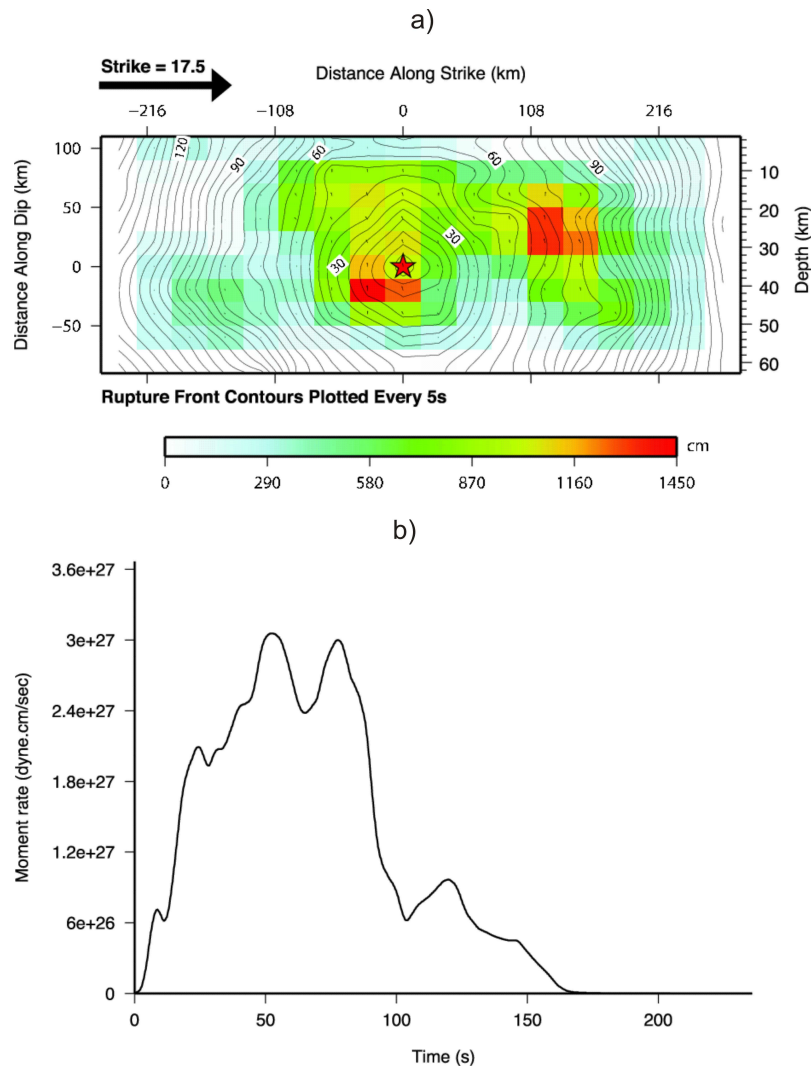 a)
Strike = 17.5
Distance Along Strike (km)
−216 −108 0 108 216
Distance Along Dip (km)
100
50
0
−50
Depth (km)
10
20
30
40
50
60
120
90
60
30
30
60
90
Rupture Front Contours Plotted Every 5s
cm
0 290 580 870 1160 1450
b)
Moment rate (dyne.cm/sec)
3.6e+27
3e+27
2.4e+27
1.8e+27
1.2e+27
6e+26
0
0 50 100 150 200
Time (s)